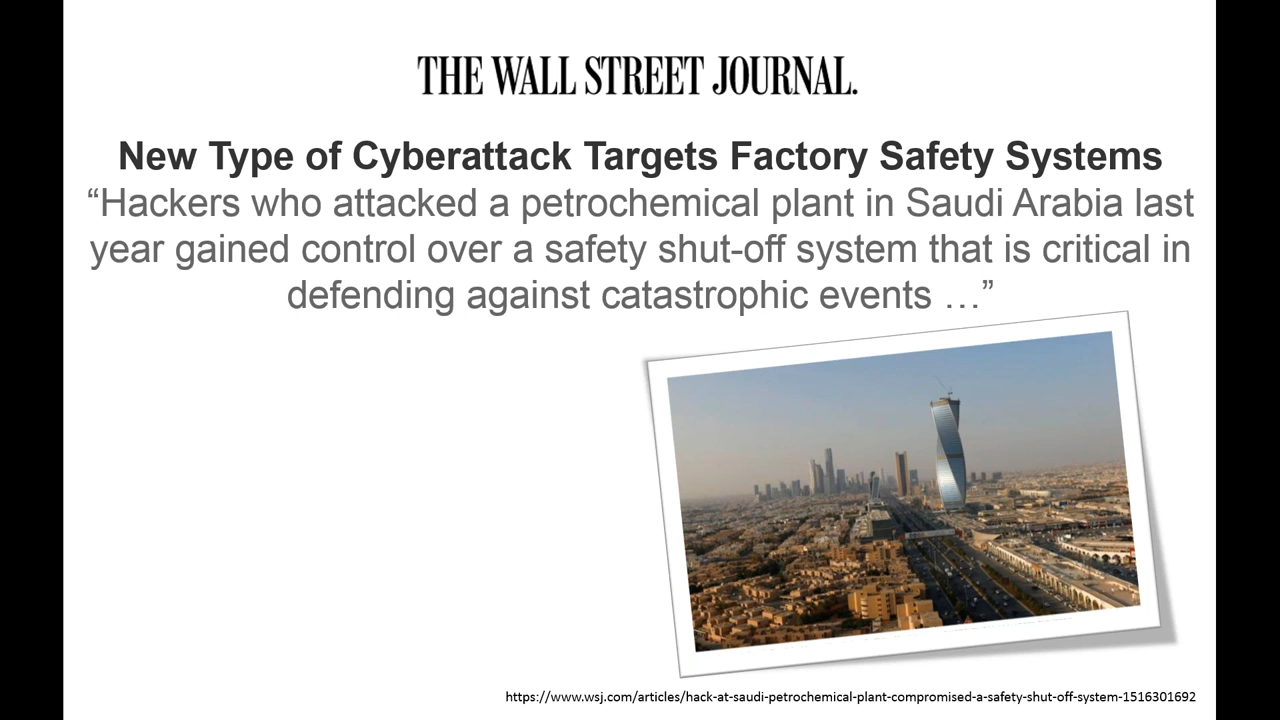 THE WALL STREET JOURNAL.
New Type of Cyberattack Targets Factory Safety Systems
“Hackers who attacked a petrochemical plant in Saudi Arabia last
year gained control over a safety shut-off system that is critical in
defending against catastrophic events …”
https://www.wsj.com/articles/hack-at-saudi-petrochemical-plant-compromised-a-safety-shut-off-system-1516301692